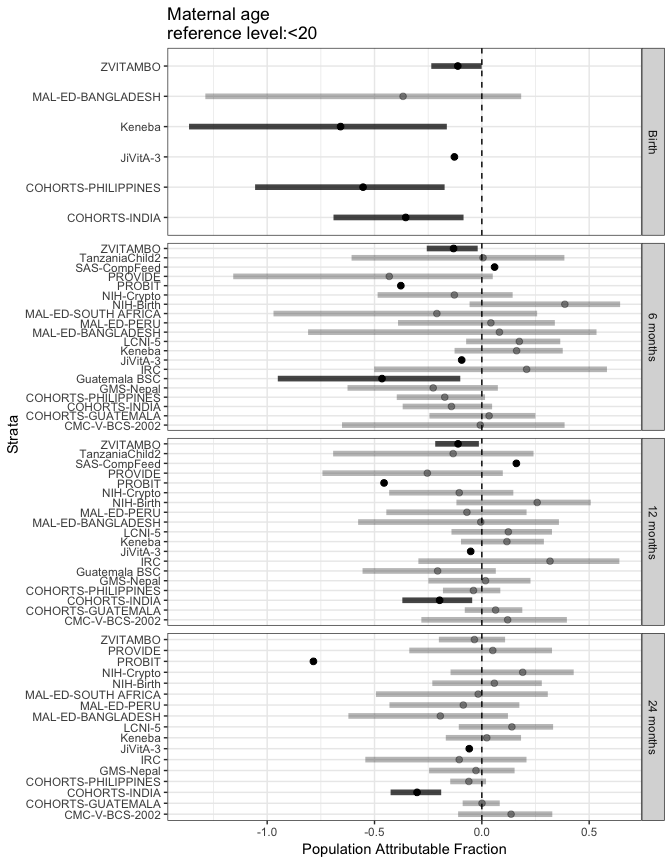 Maternal age
reference level:<20
Strata
ZVITAMBO
MAL-ED-BANGLADESH
Keneba
JiVitA-3
COHORTS-PHILIPPINES
COHORTS-INDIA
Birth
ZVITAMBO
TanzaniaChild2
SAS-CompFeed
PROVIDE
PROBIT
NIH-Crypto
NIH-Birth
MAL-ED-SOUTH AFRICA
MAL-ED-PERU
MAL-ED-BANGLADESH
LCNI-5
Keneba
JiVitA-3
IRC
Guatemala BSC
GMS-Nepal
COHORTS-PHILIPPINES
COHORTS-INDIA
COHORTS-GUATEMALA
CMC-V-BCS-2002
6 months
ZVITAMBO
TanzaniaChild2
SAS-CompFeed
PROVIDE
PROBIT
NIH-Crypto
NIH-Birth
MAL-ED-PERU
MAL-ED-BANGLADESH
LCNI-5
Keneba
JiVitA-3
IRC
Guatemala BSC
GMS-Nepal
COHORTS-PHILIPPINES
COHORTS-INDIA
COHORTS-GUATEMALA
CMC-V-BCS-2002
12 months
ZVITAMBO
PROVIDE
PROBIT
NIH-Crypto
NIH-Birth
MAL-ED-SOUTH AFRICA
MAL-ED-PERU
MAL-ED-BANGLADESH
LCNI-5
Keneba
JiVitA-3
IRC
GMS-Nepal
COHORTS-PHILIPPINES
COHORTS-INDIA
COHORTS-GUATEMALA
CMC-V-BCS-2002
24 months
-1.0 -0.5 0.0 0.5
Population Attributable Fraction